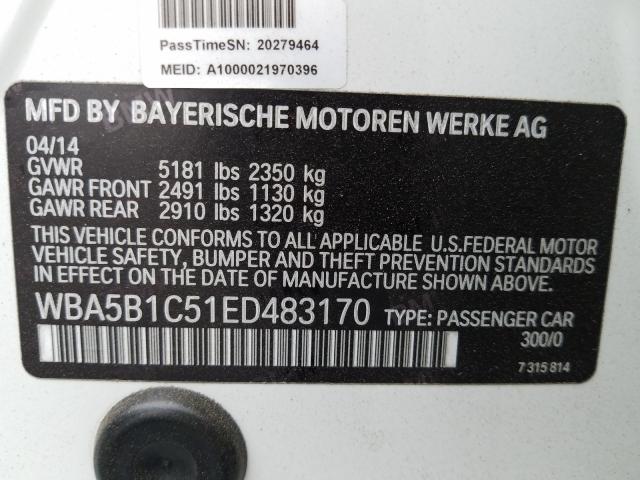 PassTimeSN: 20279464
MEID: A1000021970396
MFD BY BAYERISCHE MOTOREN WERKE AG
04/14
GVWR 5181 lbs 2350 kg
GAWR FRONT 2491 lbs 1130 kg
GAWR REAR 2910 lbs 1320 kg
THIS VEHICLE CONFORMS TO ALL APPLICABLE U.S.FEDERAL MOTOR
VEHICLE SAFETY, BUMPER AND THEFT PREVENTION STANDARDS
IN EFFECT ON THE DATE OF MANUFACTURE SHOWN ABOVE.
WBA5B1C51ED483170 TYPE: PASSENGER CAR
300/0
7 315 814